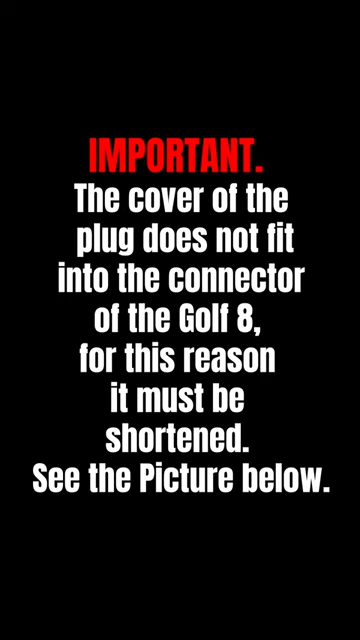 IMPORTANT.
The cover of the
plug does not fit
into the connector
of the Golf 8,
for this reason
it must be
shortened.
See the Picture below.